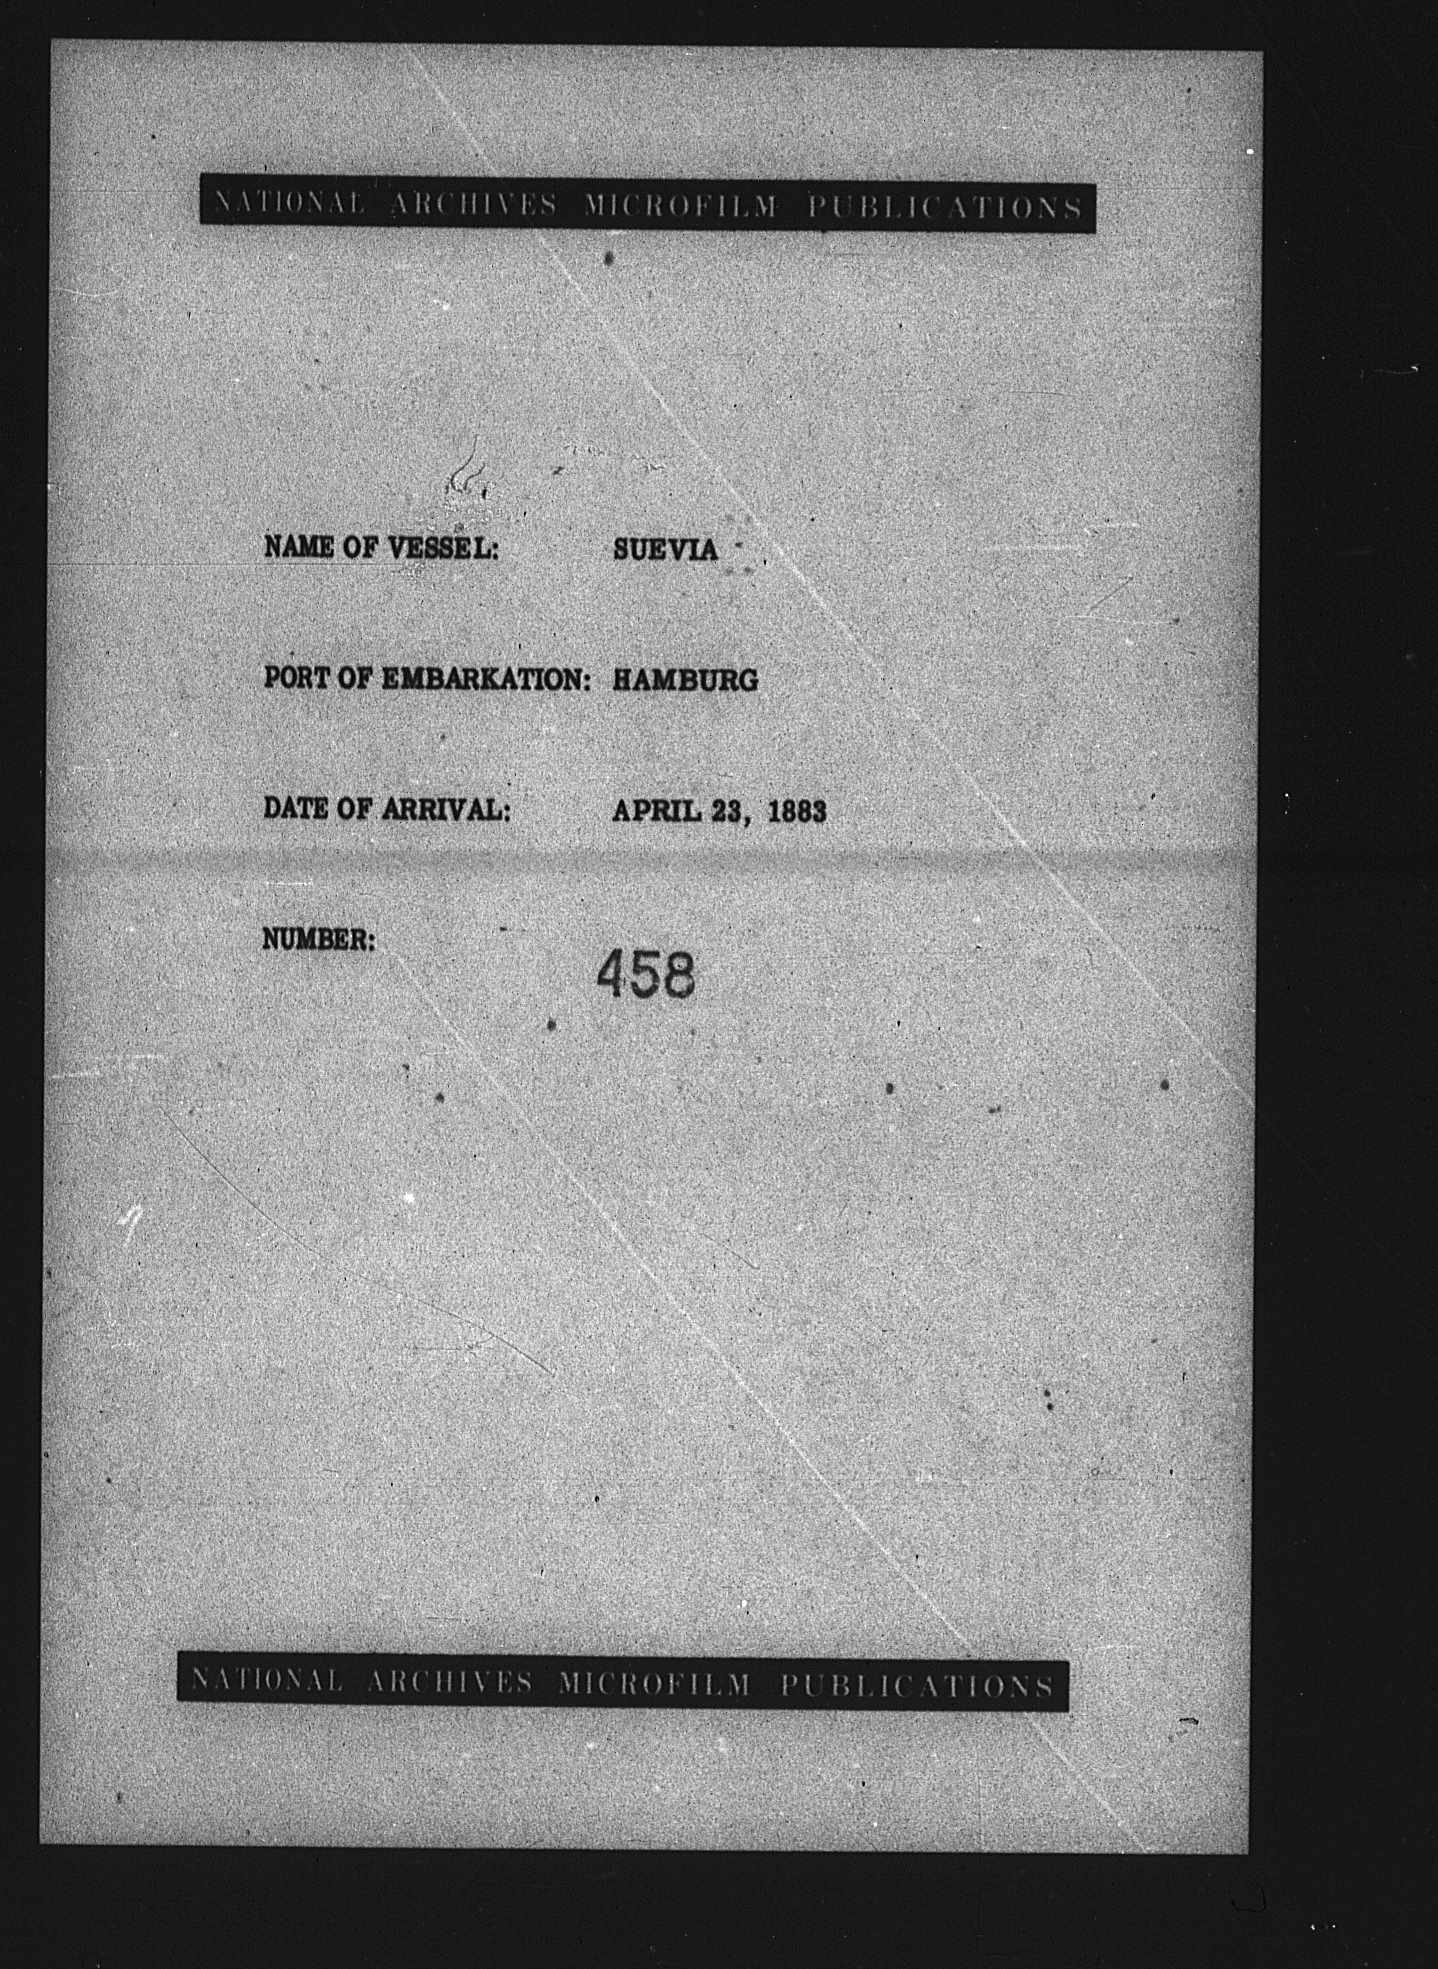 NATIONAL ARCHIVES MICROFILM PUBLICATIONS
NAME OF VESSEL: SUEVIA
PORT OF EMBARKATION: HAMBURG
DATE OF ARRIVAL: APRIL 23, 1883
NUMBER: 458
NATIONAL ARCHIVES MICROFILM PUBLICATIONS